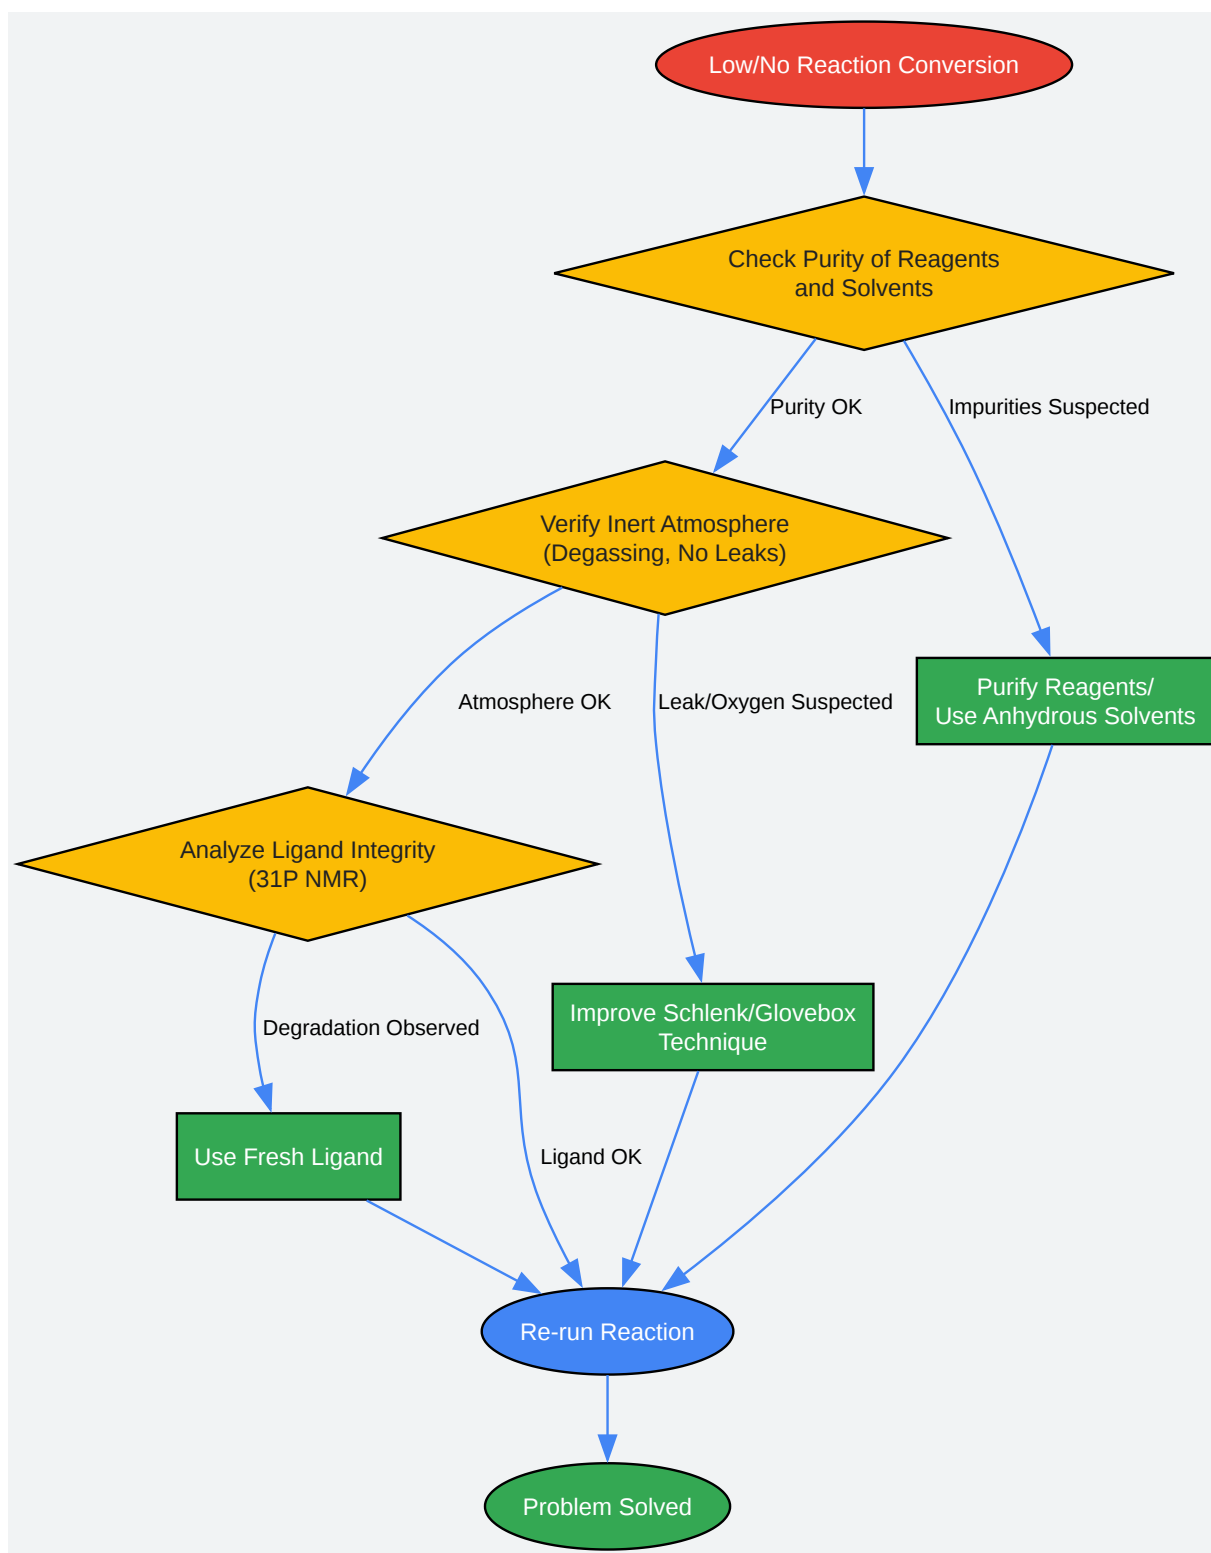 Low/No Reaction Conversion
Check Purity of Reagents
and Solvents
Purity OK
Impurities Suspected
Verify Inert Atmosphere
(Degassing, No Leaks)
Atmosphere OK
Leak/Oxygen Suspected
Purify Reagents/
Use Anhydrous Solvents
Analyze Ligand Integrity
(31P NMR)
Degradation Observed
Improve Schlenk/Glovebox
Technique
Use Fresh Ligand
Ligand OK
Re-run Reaction
Problem Solved